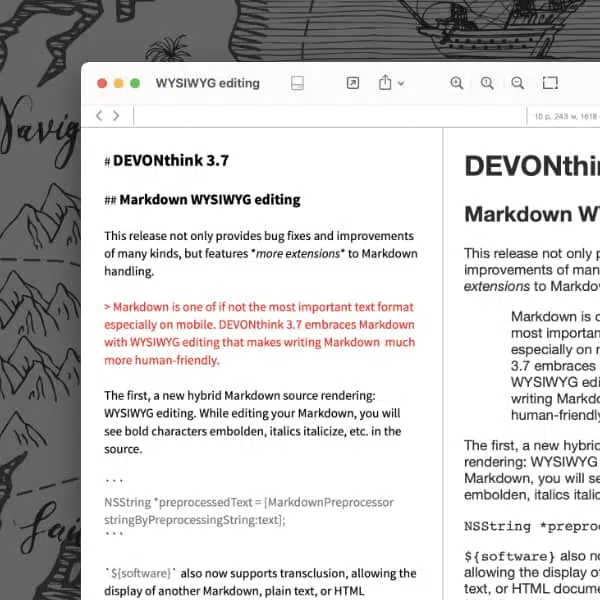 WYSIWYG editing
# DEVONthink 3.7
## Markdown WYSIWYG editing
This release not only provides bug fixes and improvements
of many kinds, but features *more extensions* to Markdown
handling.
> Markdown is one of if not the most important text format
especially on mobile. DEVONthink 3.7 embraces Markdown
with WYSIWYG editing that makes writing Markdown much
more human-friendly.
The first, a new hybrid Markdown source rendering:
WYSIWYG editing. While editing your Markdown, you will
see bold characters embolden, italics italicize, etc. in the
source.
```
NSString *preprocessedText = [MarkdownPreprocessor
stringByPreprocessingString:text];
```
`${software}` also now supports transclusion, allowing the
display of another Markdown, plain text, or HTML
10 p, 243 w, 1618
DEVONthin
Markdown W
This release not only p
improvements of man
extensions to Markdow
Markdown is o
most importan
especially on m
3.7 embraces
WYSIWYG edi
writing Markdo
human-friendly
The first, a new hybrid
rendering: WYSIWYG
Markdown, you will se
embolden, italics italic
NSString *prepro
${software} also no
allowing the display of
text, or HTML docume
Navig